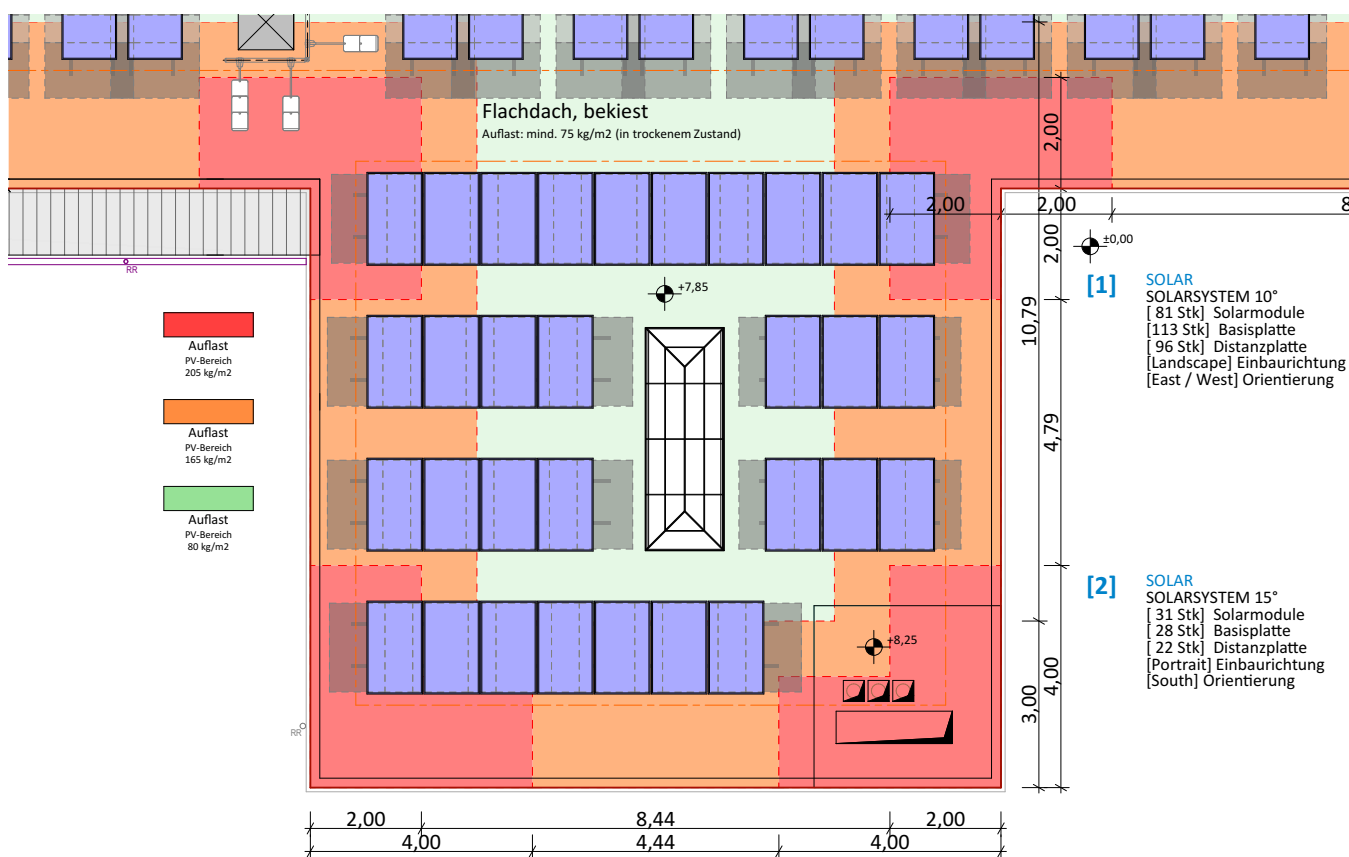 Flachdach, bekiest
Auflast: mind. 75 kg/m2 (in trockenem Zustand)
2,00
2,00
2,00
8
2,00
±0,00
RR
+7,85
10,79
[1]
SOLAR
SOLARSYSTEM 10°
[ 81 Stk] Solarmodule
[113 Stk] Basisplatte
[ 96 Stk] Distanzplatte
[Landscape] Einbaurichtung
[East / West] Orientierung
Auflast
PV-Bereich
205 kg/m2
Auflast
PV-Bereich
165 kg/m2
4,79
Auflast
PV-Bereich
80 kg/m2
[2]
SOLAR
SOLARSYSTEM 15°
[ 31 Stk] Solarmodule
[ 28 Stk] Basisplatte
[ 22 Stk] Distanzplatte
[Portrait] Einbaurichtung
[South] Orientierung
+8,25
4,00
3,00
RR
2,00
8,44
2,00
4,00
4,44
4,00